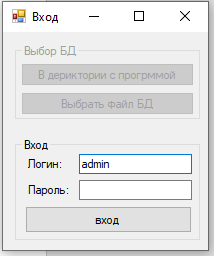 Вход
Выбор БД
В дериктории с прогрммой
Выбрать файл БД
Вход
Логин: admin
Пароль:
вход